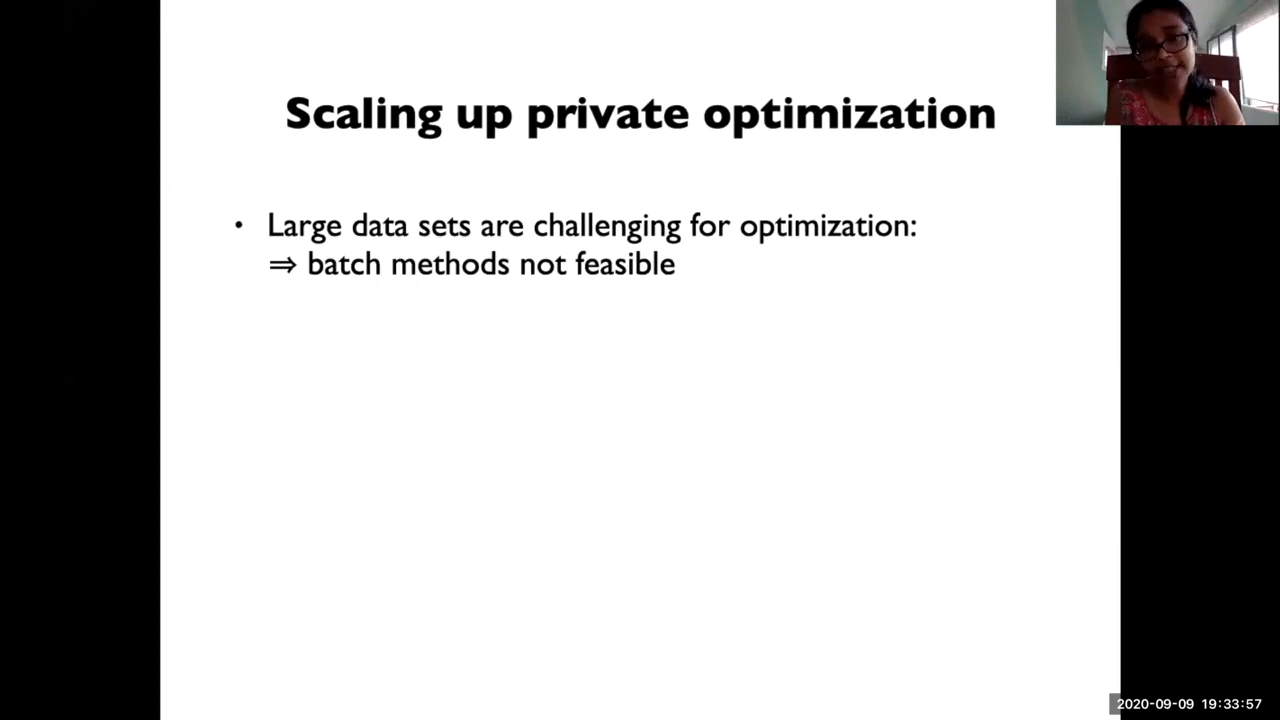 Scaling up private optimization
• Large data sets are challenging for optimization:
⇒ batch methods not feasible
2020-09-09 19:33:57